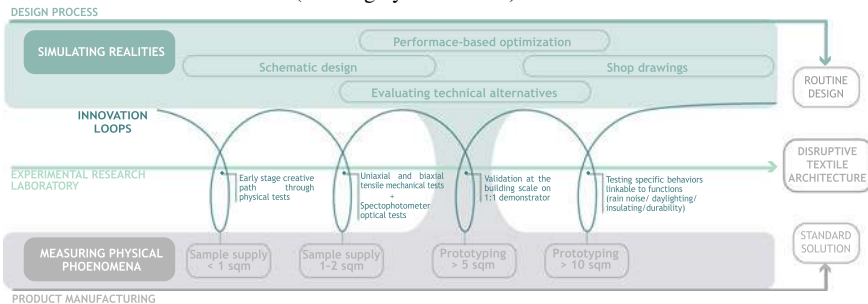 DESIGN PROCESS
SIMULATING REALITIES
Performace-based optimization
Schematic design
Shop drawings
Evaluating technical alternatives
ROUTINE
DESIGN
INNOVATION
LOOPS
EXPERIMENTAL RESEARCH
LABORATORY
Early stage creative
path through
physical tests
Uniaxial and biaxial
tensile mechanical tests
+
Spectophotometer
optical tests
Validation at the
building scale on
1:1 demonstrator
Testing specific behaviors
linkable to functions
(rain noise/ daylighting/
insulating/durability)
DISRUPTIVE
TEXTILE
ARCHITECTURE
MEASURING PHYSICAL
PHOENOMENA
Sample supply
< 1 sqm
Sample supply
1-2 sqm
Prototyping
> 5 sqm
Prototyping
> 10 sqm
STANDARD
SOLUTION
PRODUCT MANUFACTURING